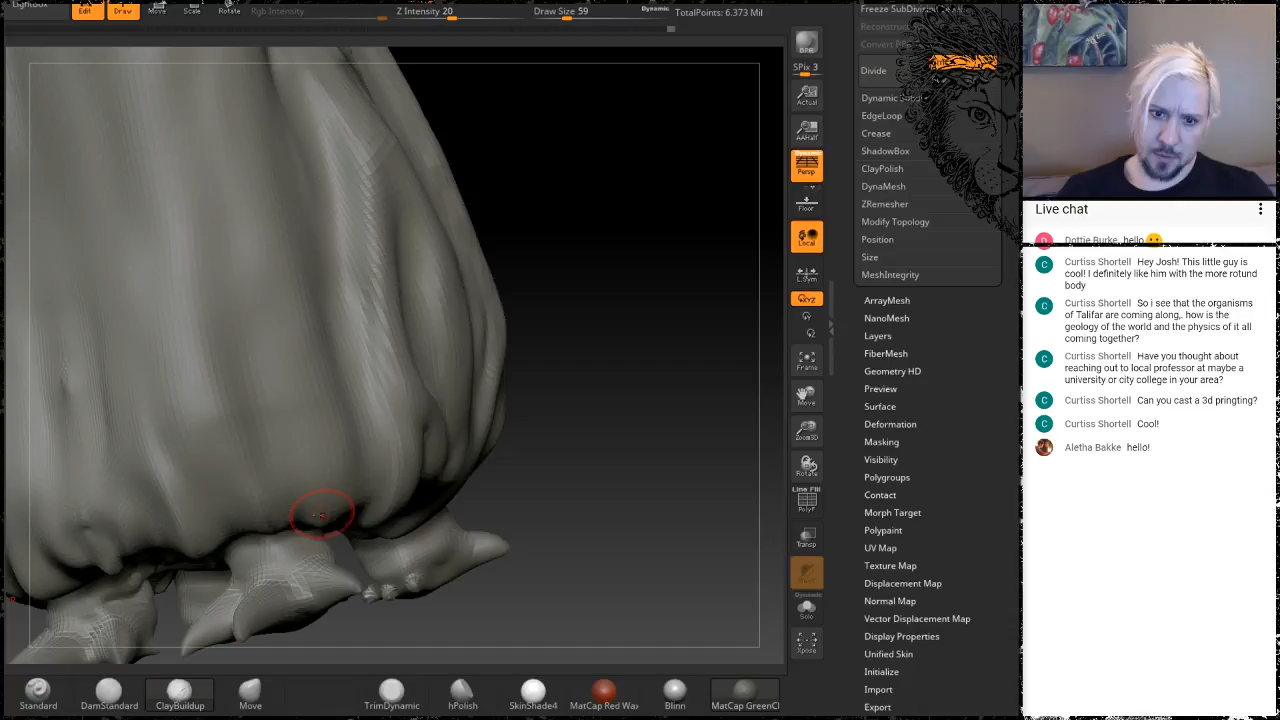 LightBox
Edit
Draw
Move
Scale
Rotate
Rgb Intensity
Z Intensity 20
Draw Size 59
Dynamic
TotalPoints: 6.373 Mil
BPR
SPix 3
Actual
AAHalf
Dynamic
Persp
Floor
Local
L.Sym
Frame
Move
Zoom3D
Rotate
Line Fill
PolyF
Transp
Dynamic
Solo
Xpose
Divide
EdgeLoop
Crease
ShadowBox
ClayPolish
DynaMesh
ZRemesher
Modify Topology
Position
Size
MeshIntegrity
ArrayMesh
NanoMesh
Layers
FiberMesh
Geometry HD
Preview
Surface
Deformation
Masking
Visibility
Polygroups
Contact
Morph Target
Polypaint
UV Map
Texture Map
Displacement Map
Normal Map
Vector Displacement Map
Display Properties
Unified Skin
Initialize
Import
Export
Standard
DamStandard
ClayBuildup
Move
TrimDynamic
hPolish
SkinShade4
MatCap Red Wax
Blinn
MatCap GreenCl
Live chat
Dottie Burke hello
Curtiss Shortell Hey Josh! This little guy is
cool! I definitely like him with the more rotund
body
Curtiss Shortell So i see that the organisms
of Talifar are coming along,. how is the
geology of the world and the physics of it all
coming together?
Curtiss Shortell Have you thought about
reaching out to local professor at maybe a
university or city college in your area?
Curtiss Shortell Can you cast a 3d pringting?
Curtiss Shortell Cool!
Aletha Bakke hello!